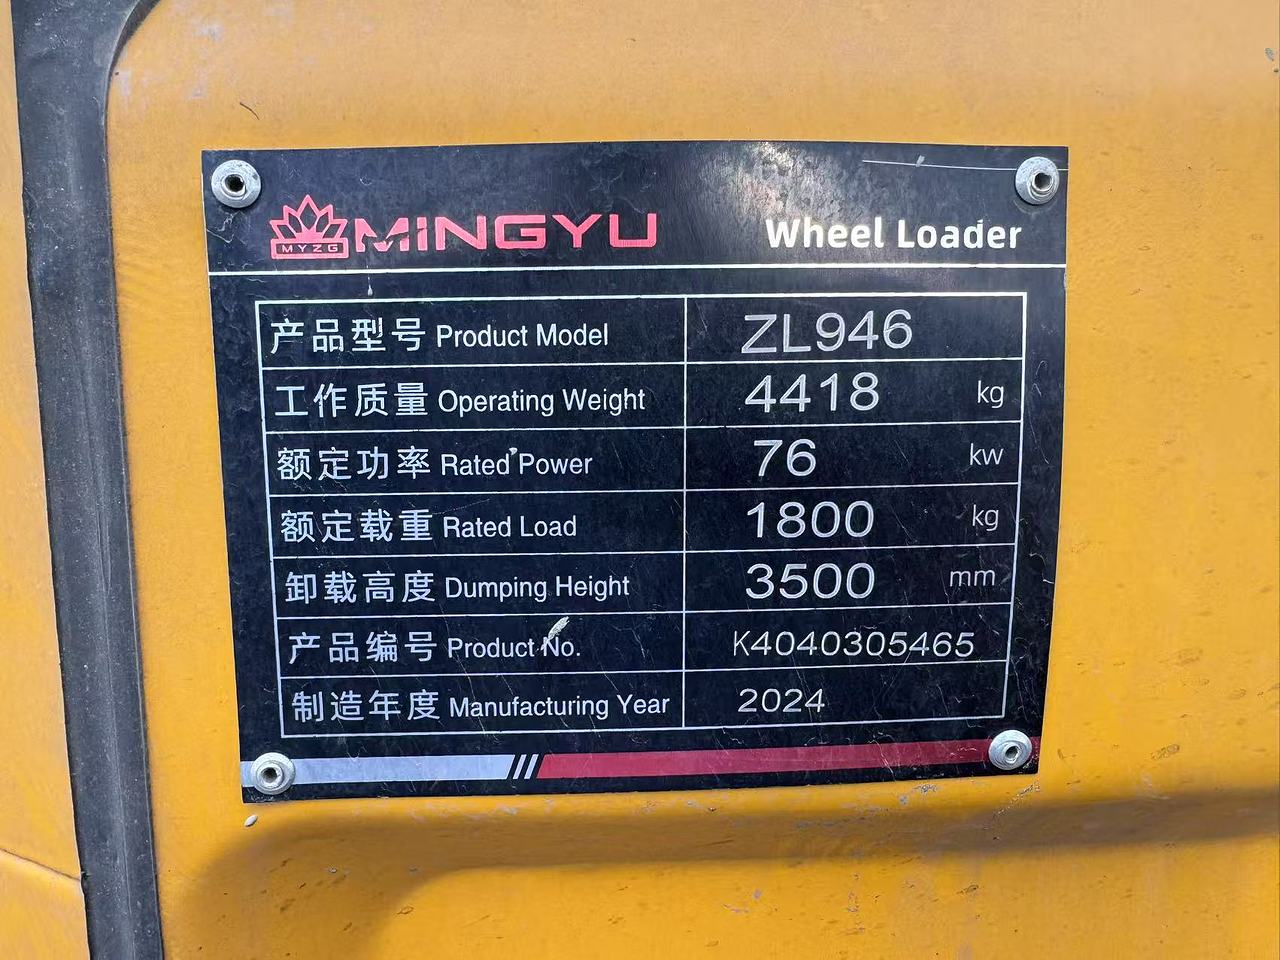 MYZG MINGYU Wheel Loader
产品型号 Product Model ZL946
工作质量 Operating Weight 4418 kg
额定功率 Rated Power 76 kw
额定载重 Rated Load 1800 kg
卸载高度 Dumping Height 3500 mm
产品编号 Product No. K4040305465
制造年度 Manufacturing Year 2024